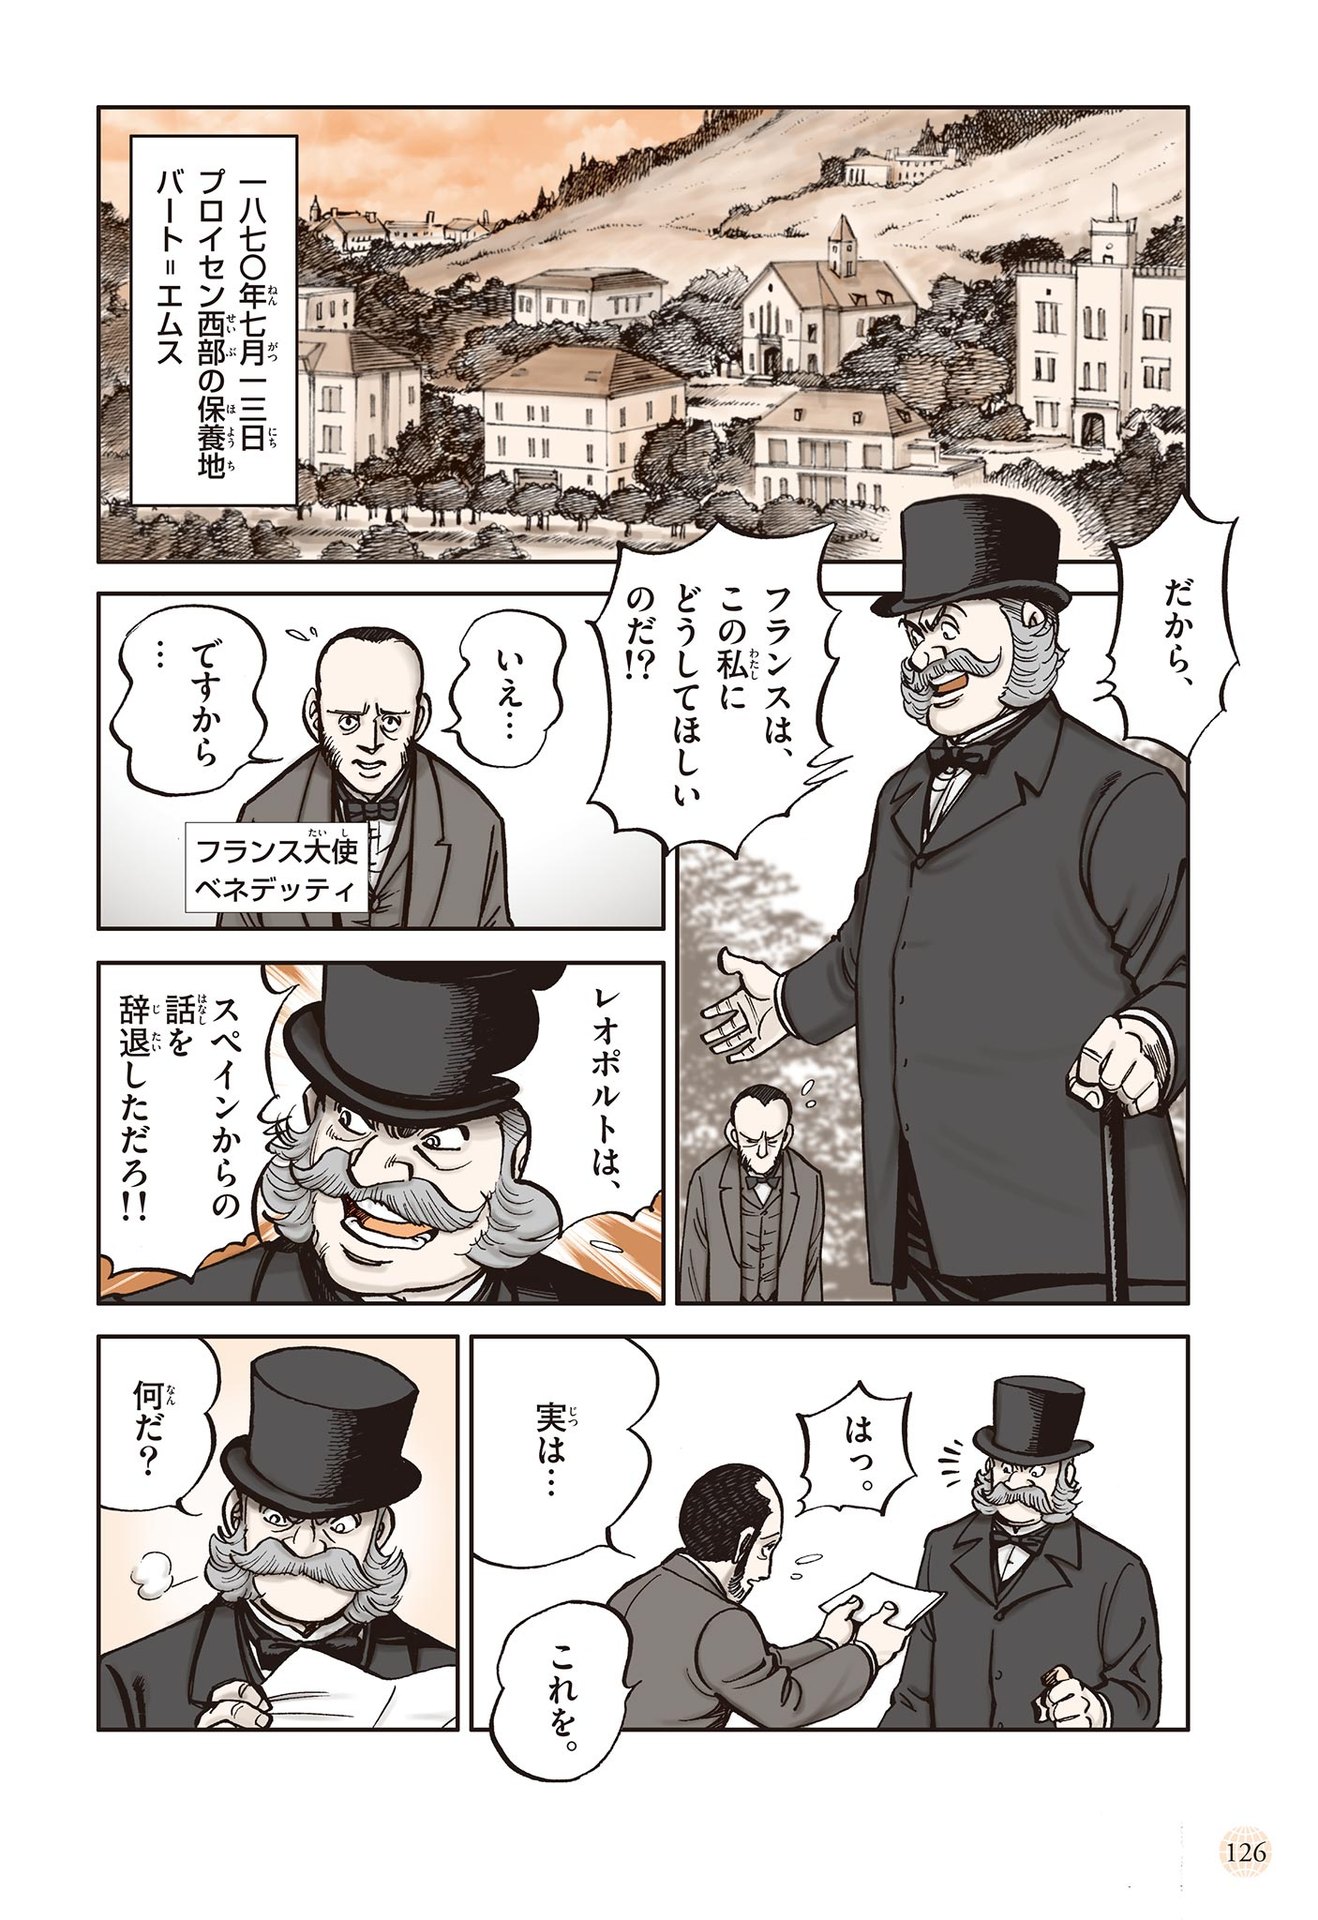 一八七〇年七月一三日
プロイセン西部の保養地
バート＝エムス
だから、
フランスは、
この私に
どうしてほしい
のだ!?
いえ…
ですから
…
フランス大使
ベネデッティ
レオポルトは、
スペインからの
話を
辞退しただろ!!
はっ。
実は…
これを。
何だ？
126